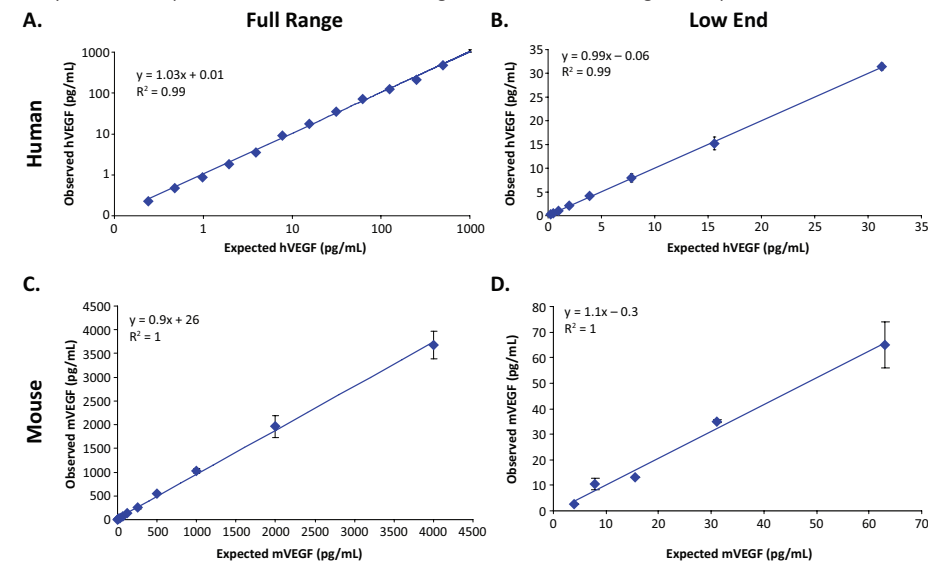 A.
Full Range
B.
Low End
Human
Observed hVEGF (pg/mL)
1000
100
10
1
0
y = 1.03x + 0.01
R² = 0.99
0 1 10 100 1000
Expected hVEGF (pg/mL)
Observed hVEGF (pg/mL)
35
30
25
20
15
10
5
0
y = 0.99x – 0.06
R² = 0.99
0 5 10 15 20 25 30 35
Expected hVEGF (pg/mL)
C.
D.
Mouse
Observed mVEGF (pg/mL)
4500
4000
3500
3000
2500
2000
1500
1000
500
0
y = 0.9x + 26
R² = 1
0 500 1000 1500 2000 2500 3000 3500 4000 4500
Expected mVEGF (pg/mL)
Observed mVEGF (pg/mL)
80
70
60
50
40
30
20
10
0
y = 1.1x – 0.3
R² = 1
0 10 20 30 40 50 60 70
Expected mVEGF (pg/mL)